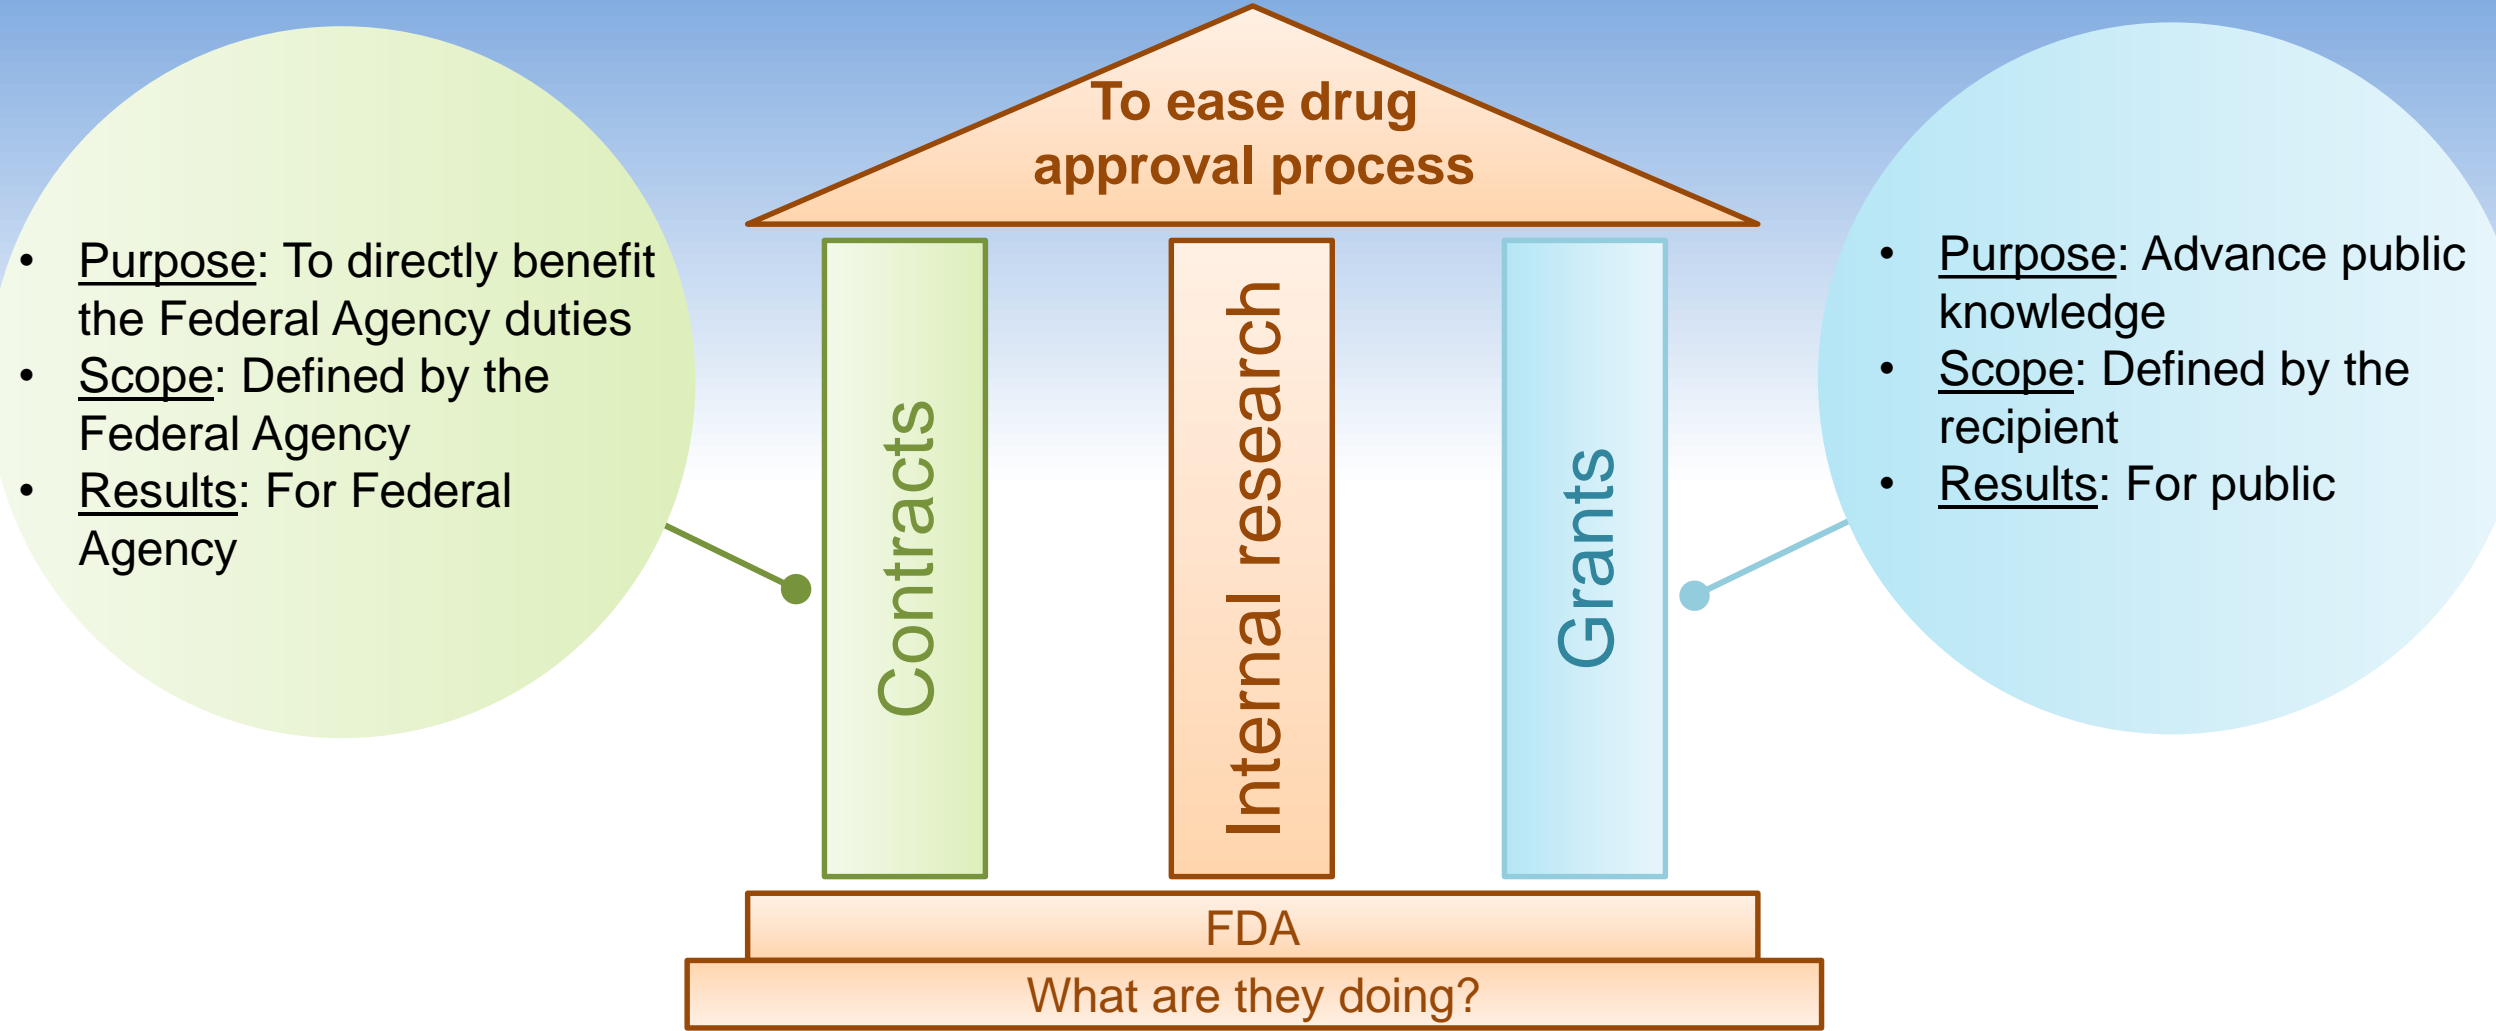 To ease drug
approval process
• Purpose: To directly benefit
the Federal Agency duties
• Scope: Defined by the
Federal Agency
• Results: For Federal
Agency
Contracts
Internal research
Grants
• Purpose: Advance public
knowledge
• Scope: Defined by the
recipient
• Results: For public
FDA
What are they doing?